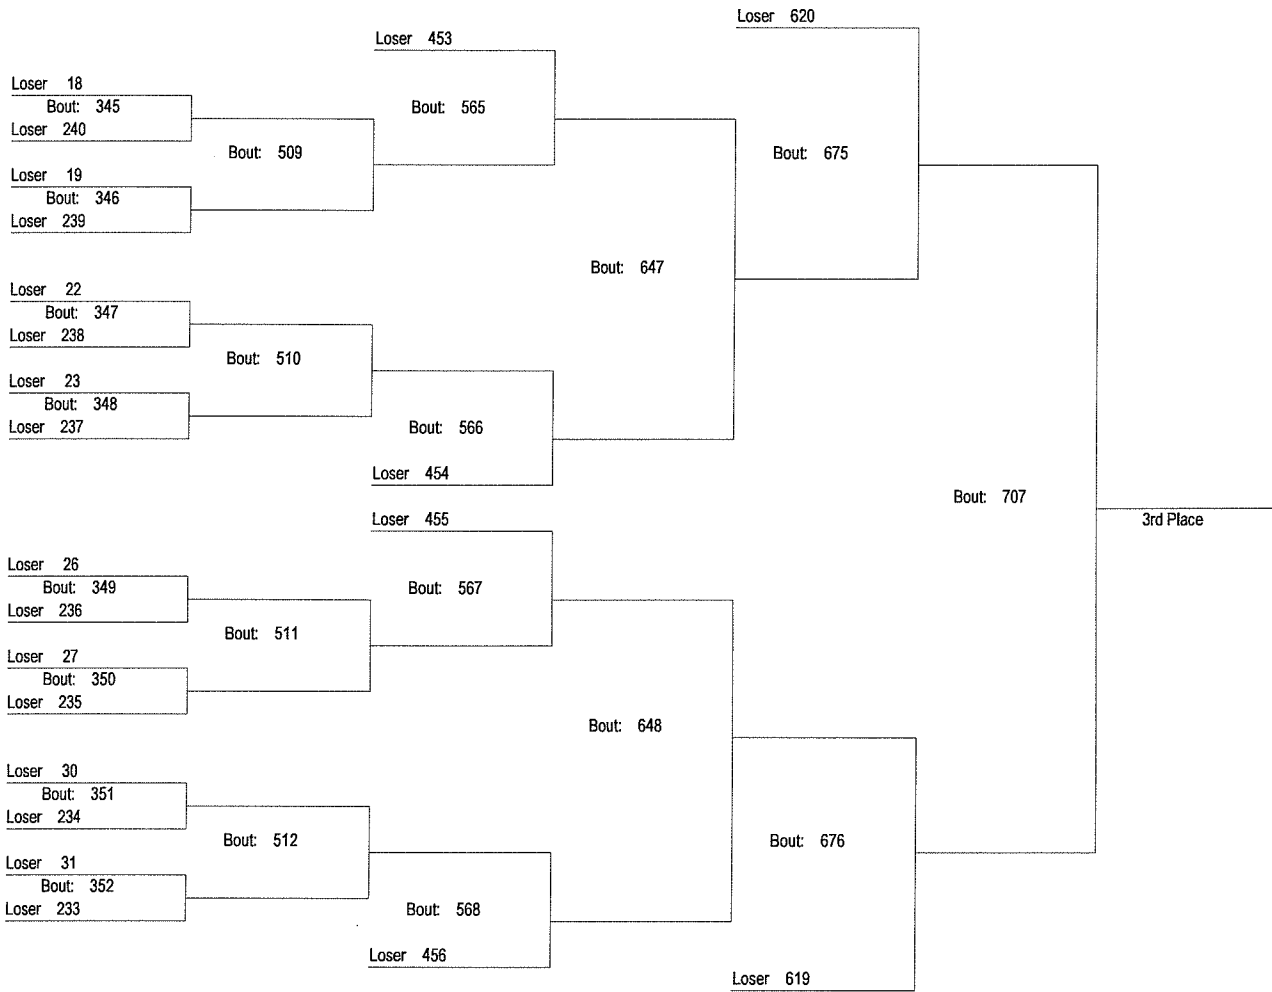 Loser 620
Loser 453
Loser 18
Bout: 345
Bout: 565
Loser 240
Bout: 509
Bout: 675
Loser 19
Bout: 346
Loser 239
Bout: 647
Loser 22
Bout: 347
Loser 238
Bout: 510
Loser 23
Bout: 348
Loser 237
Bout: 566
Loser 454
Bout: 707
Loser 455
3rd Place
Loser 26
Bout: 349
Bout: 567
Loser 236
Bout: 511
Loser 27
Bout: 350
Loser 235
Bout: 648
Loser 30
Bout: 351
Loser 234
Bout: 512
Bout: 676
Loser 31
Bout: 352
Loser 233
Bout: 568
Loser 456
Loser 619